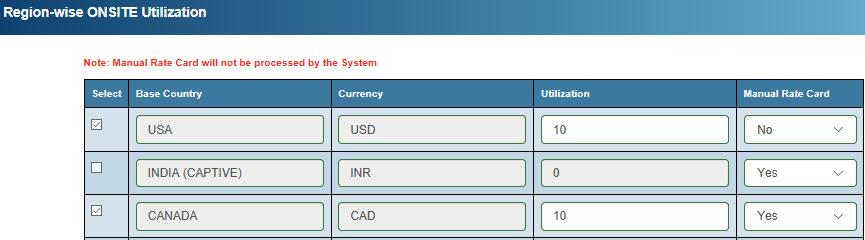 Region-wise ONSITE Utilization
Note: Manual Rate Card will not be processed by the System
Select Base Country Currency Utilization Manual Rate Card
USA USD 10 No
INDIA (CAPTIVE) INR 0 Yes
CANADA CAD 10 Yes